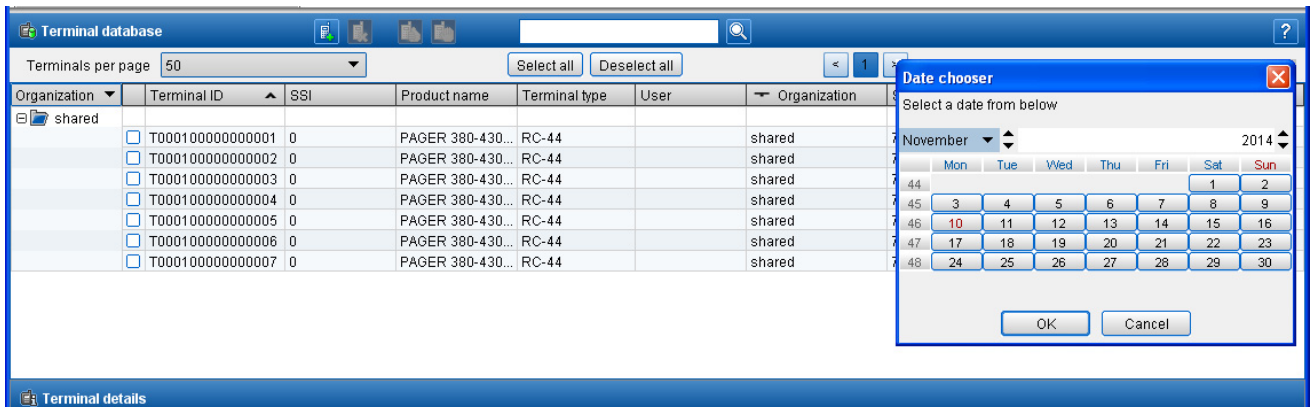 Terminal database ?
Terminals per page 50 Select all Deselect all < 1
Organization Terminal ID SSI Product name Terminal type User Organization
shared
T000100000000001 0 PAGER 380-430... RC-44 shared
T000100000000002 0 PAGER 380-430... RC-44 shared
T000100000000003 0 PAGER 380-430... RC-44 shared
T000100000000004 0 PAGER 380-430... RC-44 shared
T000100000000005 0 PAGER 380-430... RC-44 shared
T000100000000006 0 PAGER 380-430... RC-44 shared
T000100000000007 0 PAGER 380-430... RC-44 shared
Date chooser
Select a date from below
November 2014
Mon Tue Wed Thu Fri Sat Sun
44 1 2
45 3 4 5 6 7 8 9
46 10 11 12 13 14 15 16
47 17 18 19 20 21 22 23
48 24 25 26 27 28 29 30
OK Cancel
Terminal details